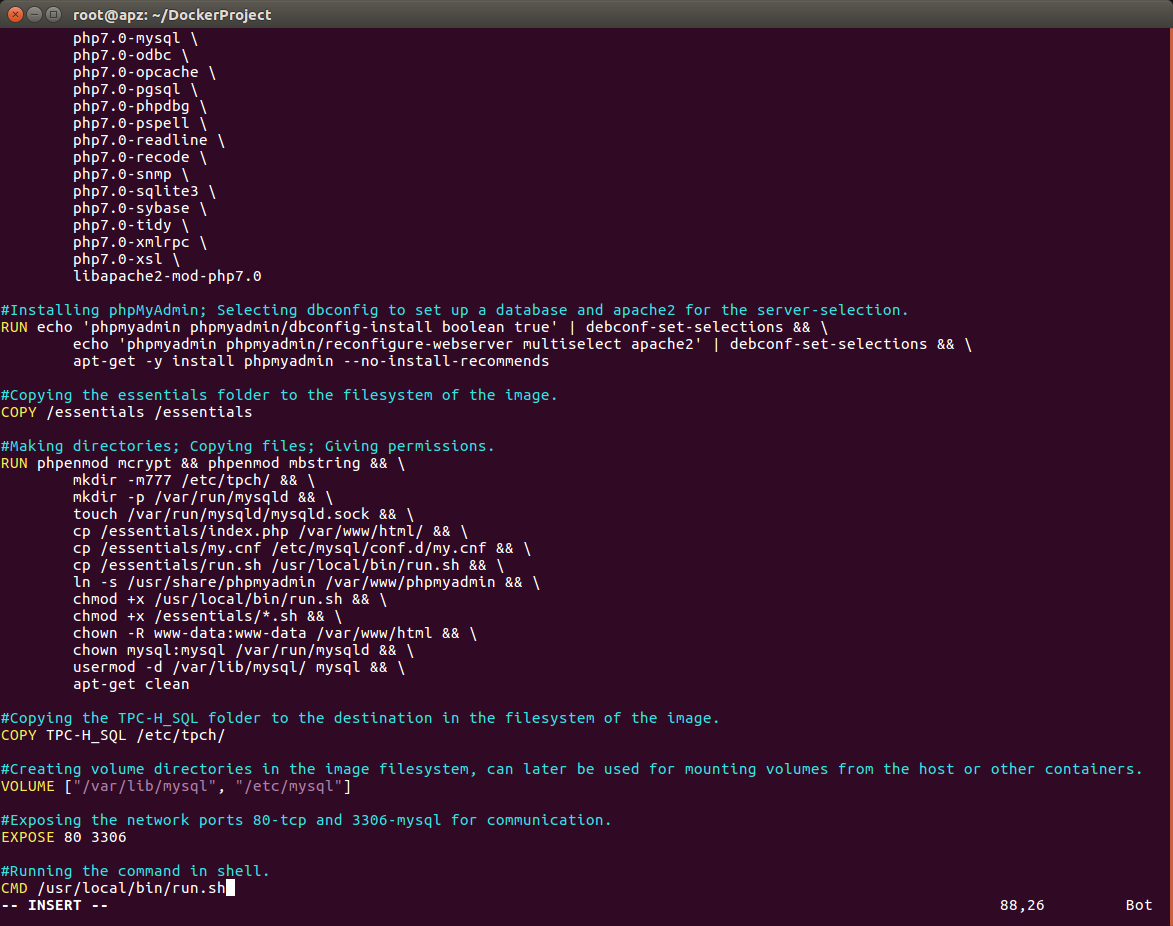 root@apz: ~/DockerProject
php7.0-mysql \
php7.0-odbc \
php7.0-opcache \
php7.0-pgsql \
php7.0-phpdbg \
php7.0-pspell \
php7.0-readline \
php7.0-recode \
php7.0-snmp \
php7.0-sqlite3 \
php7.0-sybase \
php7.0-tidy \
php7.0-xmlrpc \
php7.0-xsl \
libapache2-mod-php7.0
#Installing phpMyAdmin; Selecting dbconfig to set up a database and apache2 for the server-selection.
RUN echo 'phpmyadmin phpmyadmin/dbconfig-install boolean true' | debconf-set-selections && \
echo 'phpmyadmin phpmyadmin/reconfigure-webserver multiselect apache2' | debconf-set-selections && \
apt-get -y install phpmyadmin --no-install-recommends
#Copying the essentials folder to the filesystem of the image.
COPY /essentials /essentials
#Making directories; Copying files; Giving permissions.
RUN phpenmod mcrypt && phpenmod mbstring && \
mkdir -m777 /etc/tpch/ && \
mkdir -p /var/run/mysqld && \
touch /var/run/mysqld/mysqld.sock && \
cp /essentials/index.php /var/www/html/ && \
cp /essentials/my.cnf /etc/mysql/conf.d/my.cnf && \
cp /essentials/run.sh /usr/local/bin/run.sh && \
ln -s /usr/share/phpmyadmin /var/www/phpmyadmin && \
chmod +x /usr/local/bin/run.sh && \
chmod +x /essentials/*.sh && \
chown -R www-data:www-data /var/www/html && \
chown mysql:mysql /var/run/mysqld && \
usermod -d /var/lib/mysql/ mysql && \
apt-get clean
#Copying the TPC-H_SQL folder to the destination in the filesystem of the image.
COPY TPC-H_SQL /etc/tpch/
#Creating volume directories in the image filesystem, can later be used for mounting volumes from the host or other containers.
VOLUME ["/var/lib/mysql", "/etc/mysql"]
#Exposing the network ports 80-tcp and 3306-mysql for communication.
EXPOSE 80 3306
#Running the command in shell.
CMD /usr/local/bin/run.sh
-- INSERT -- 88,26 Bot